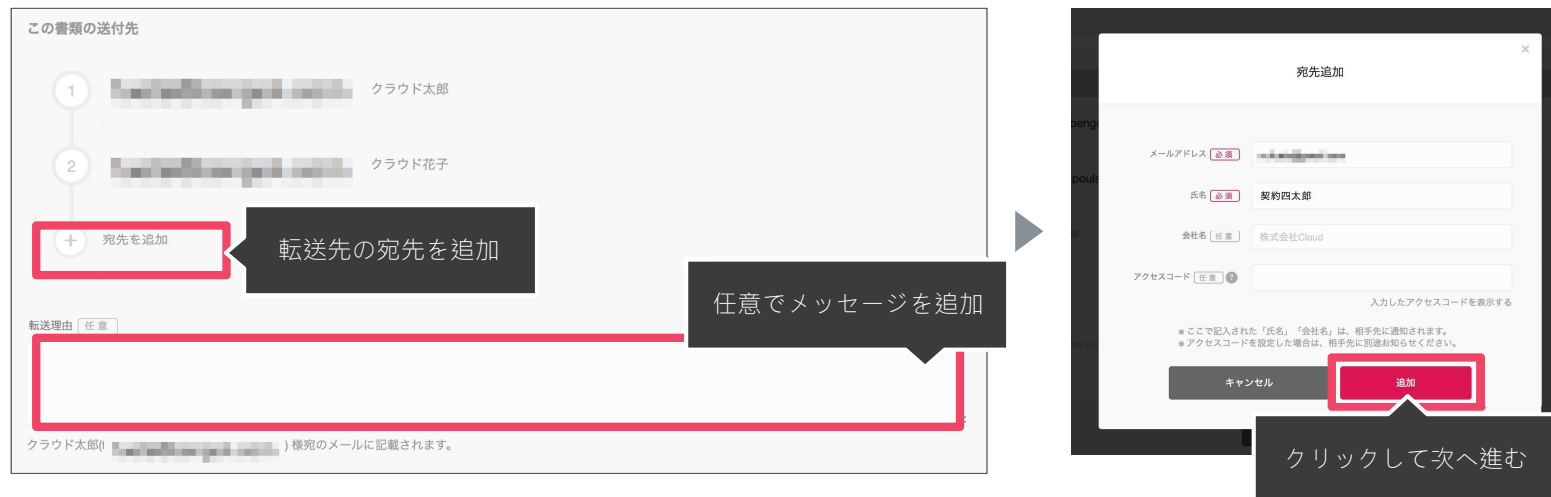 この書類の送付先
1
クラウド太郎
2
クラウド花子
+
宛先を追加
転送先の宛先を追加
任意でメッセージを追加
転送理由 任意
クラウド太郎(
)様宛のメールに記載されます。
×
宛先追加
メールアドレス 必須
氏名 必須 契約四太郎
会社名 任意 株式会社Cloud
アクセスコード 任意 ?
入力したアクセスコードを表示する
※ここで記入された「氏名」「会社名」は、相手先に通知されます。
※アクセスコードを設定した場合は、相手先に別途お知らせください。
キャンセル
追加
クリックして次へ進む